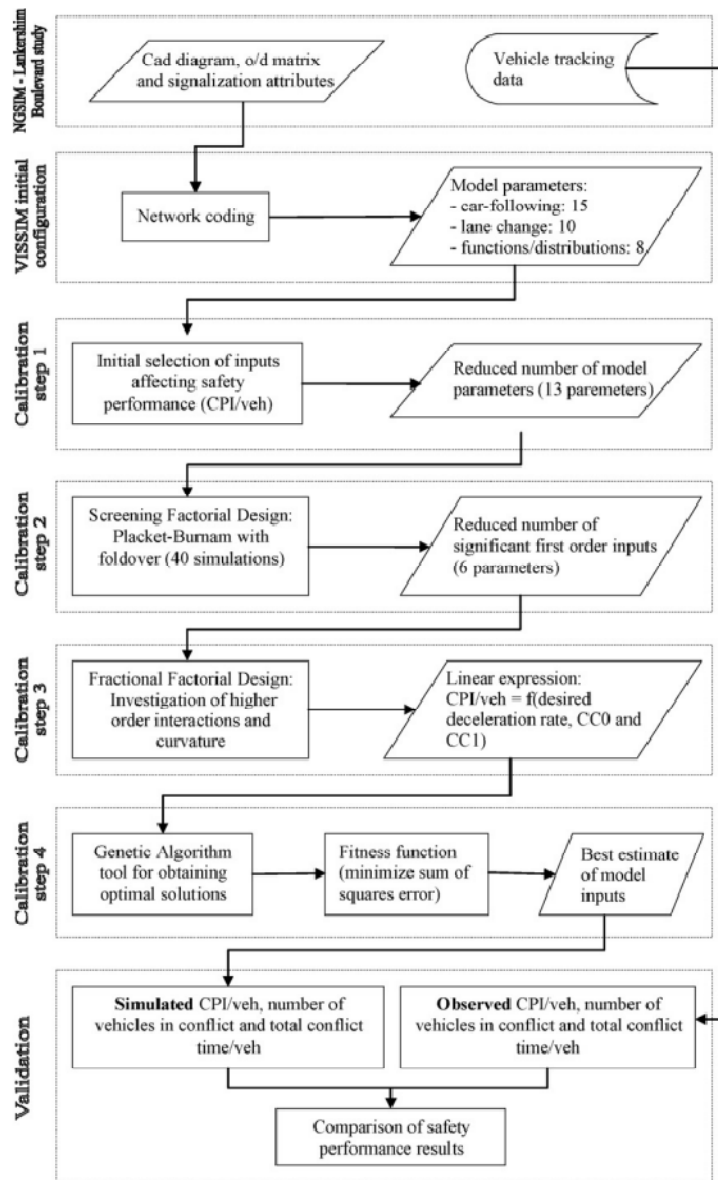 NGSIM - Lankershim
Boulevard study
Cad diagram, o/d matrix
and signalization attributes
Vehicle tracking
data
VISSIM initial
configuration
Network coding
Model parameters:
- car-following: 15
- lane change: 10
- functions/distributions: 8
Calibration
step 1
Initial selection of inputs
affecting safety
performance (CPI/veh)
Reduced number of model
parameters (13 paremeters)
Calibration
step 2
Screening Factorial Design:
Placket-Burnam with
foldover (40 simulations)
Reduced number of
significant first order inputs
(6 parameters)
Calibration
step 3
Fractional Factorial Design:
Investigation of higher
order interactions and
curvature
Linear expression:
CPI/veh = f(desired
deceleration rate, CC0 and
CC1)
Calibration
step 4
Genetic Algorithm
tool for obtaining
optimal solutions
Fitness function
(minimize sum of
squares error)
Best estimate
of model
inputs
Validation
Simulated CPI/veh, number of
vehicles in conflict and total conflict
time/veh
Observed CPI/veh, number of
vehicles in conflict and total conflict
time/veh
Comparison of safety
performance results